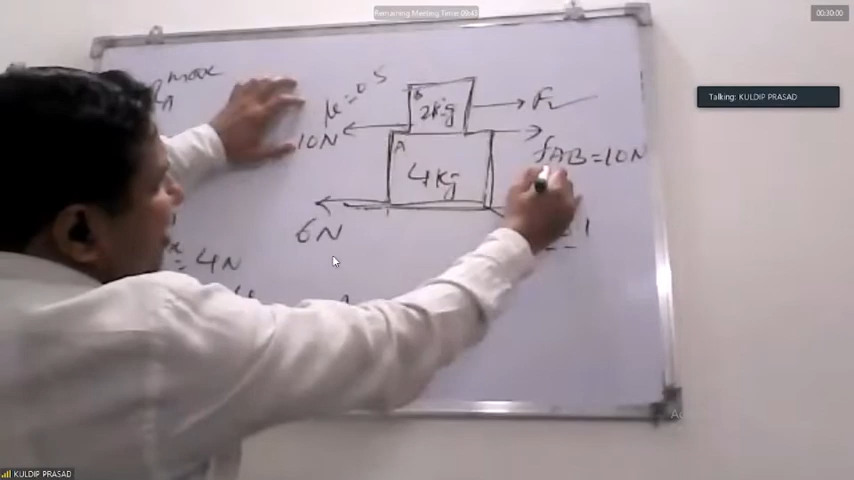 Remaining Meeting Time: 09:43
00:30:00
Talking: KULDIP PRASAD
max
μ=0.5
B
2kg
F
10N
A
fAB=10N
4kg
6N
1
= 4N
KULDIP PRASAD